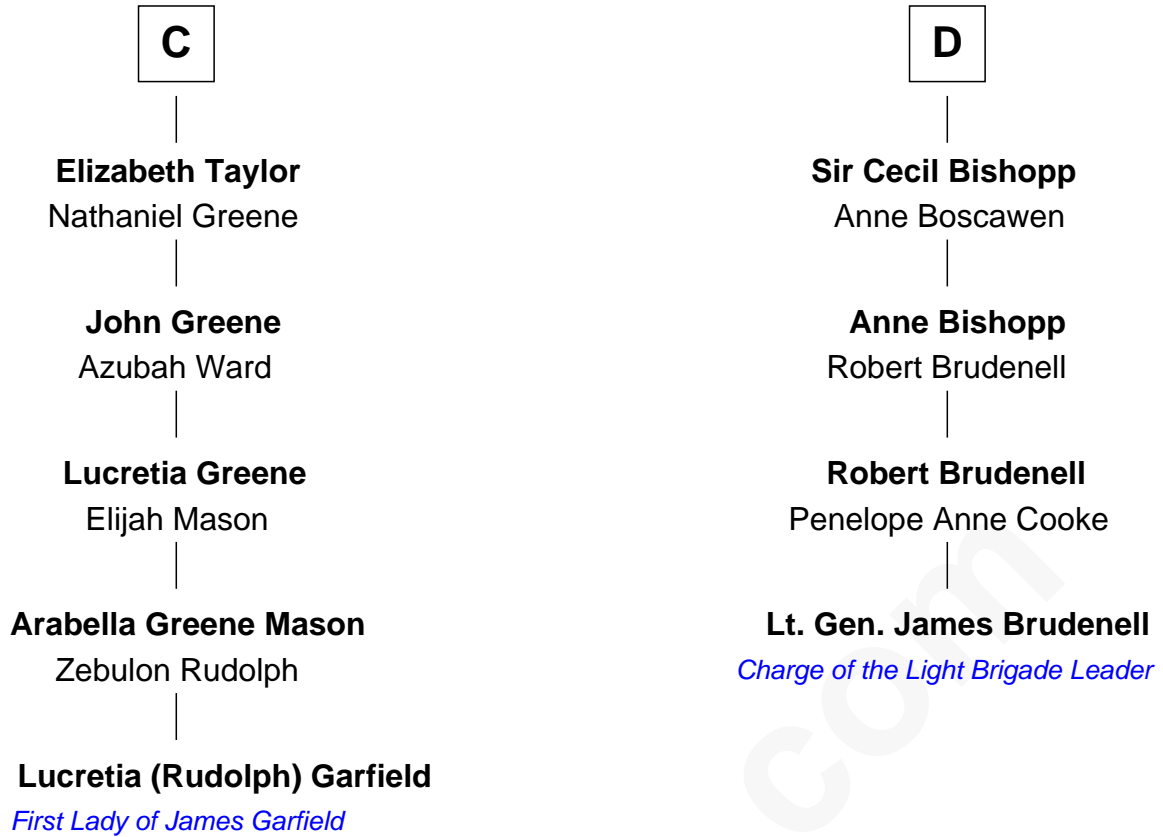 C
Elizabeth Taylor
Nathaniel Greene
John Greene
Azubah Ward
Lucretia Greene
Elijah Mason
Arabella Greene Mason
Zebulon Rudolph
Lucretia (Rudolph) Garfield
First Lady of James Garfield
D
Sir Cecil Bishopp
Anne Boscawen
Anne Bishopp
Robert Brudenell
Robert Brudenell
Penelope Anne Cooke
Lt. Gen. James Brudenell
Charge of the Light Brigade Leader
com